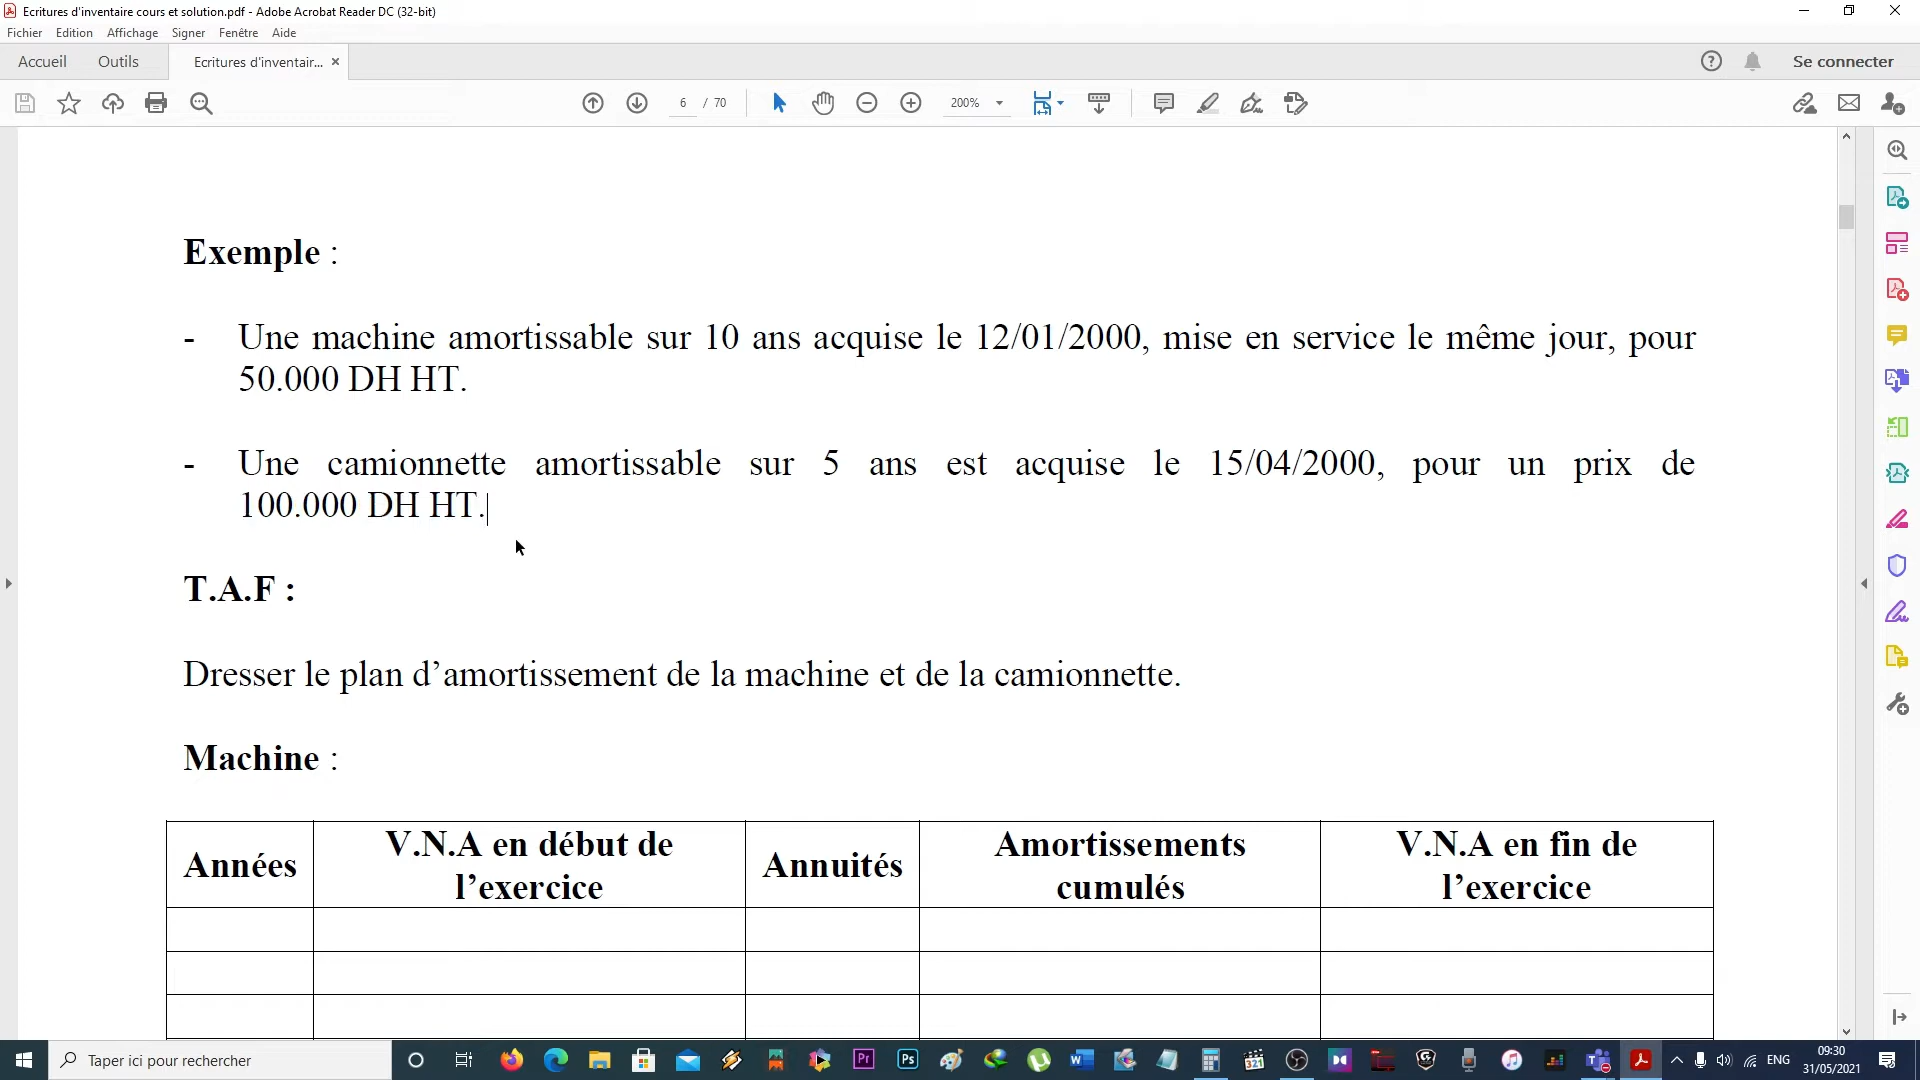 Ecritures d'inventaire cours et solution.pdf - Adobe Acrobat Reader DC (32-bit)
Fichier Edition Affichage Signer Fenêtre Aide
Accueil Outils Ecritures d'inventair... × Se connecter
6 / 70 200%
Exemple :
- Une machine amortissable sur 10 ans acquise le 12/01/2000, mise en service le même jour, pour
50.000 DH HT.
- Une camionnette amortissable sur 5 ans est acquise le 15/04/2000, pour un prix de
100.000 DH HT.
T.A.F :
Dresser le plan d’amortissement de la machine et de la camionnette.
Machine :
Années
V.N.A en début de
l’exercice
Annuités
Amortissements
cumulés
V.N.A en fin de
l’exercice
Taper ici pour rechercher
Pr
Ps
321
ENG
09:30
31/05/2021